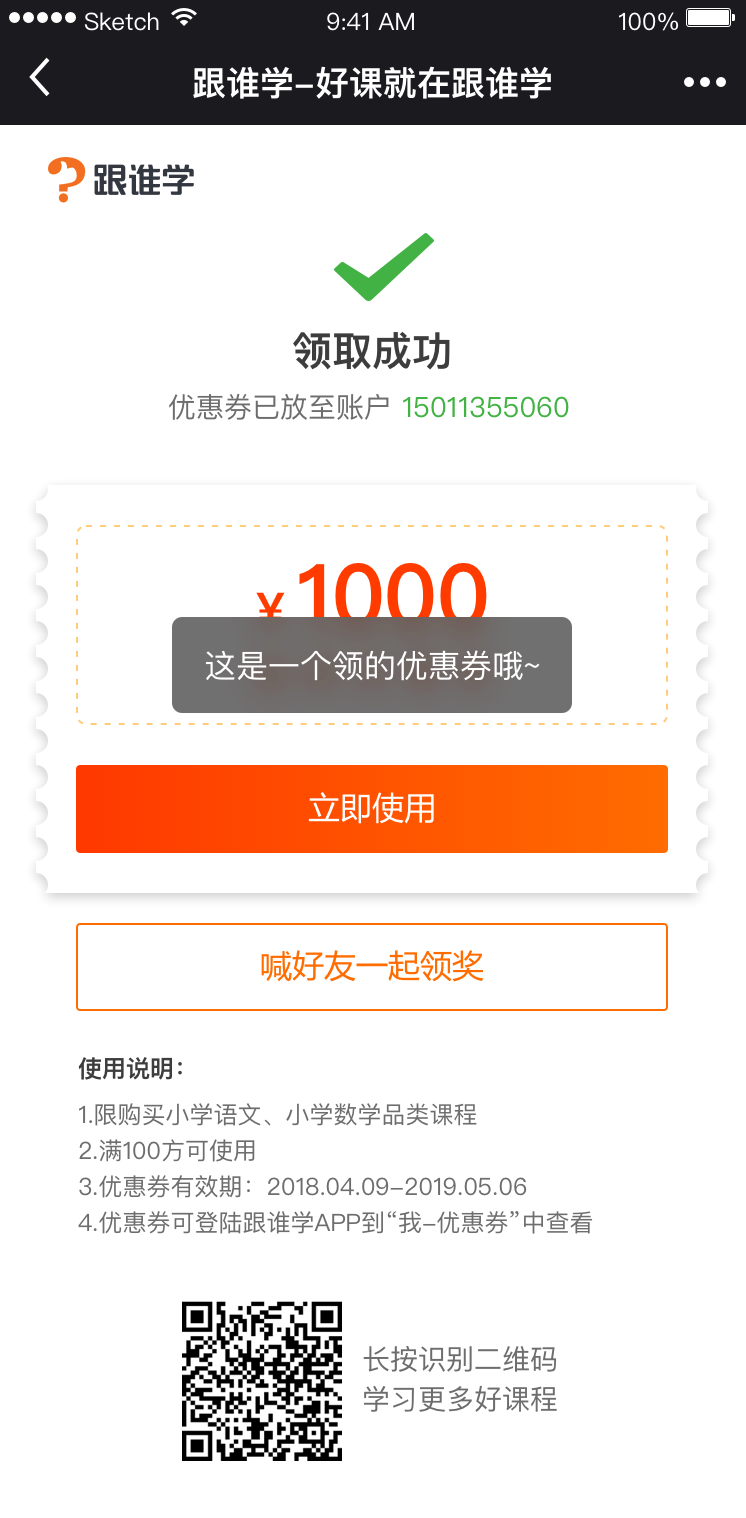 Sketch 9:41 AM 100%
跟谁学-好课就在跟谁学
跟谁学
领取成功
优惠券已放至账户 15011355060
¥1000
这是一个领的优惠券哦~
立即使用
喊好友一起领奖
使用说明：
1.限购买小学语文、小学数学品类课程
2.满100方可使用
3.优惠券有效期：2018.04.09-2019.05.06
4.优惠券可登陆跟谁学APP到“我-优惠券”中查看
长按识别二维码
学习更多好课程